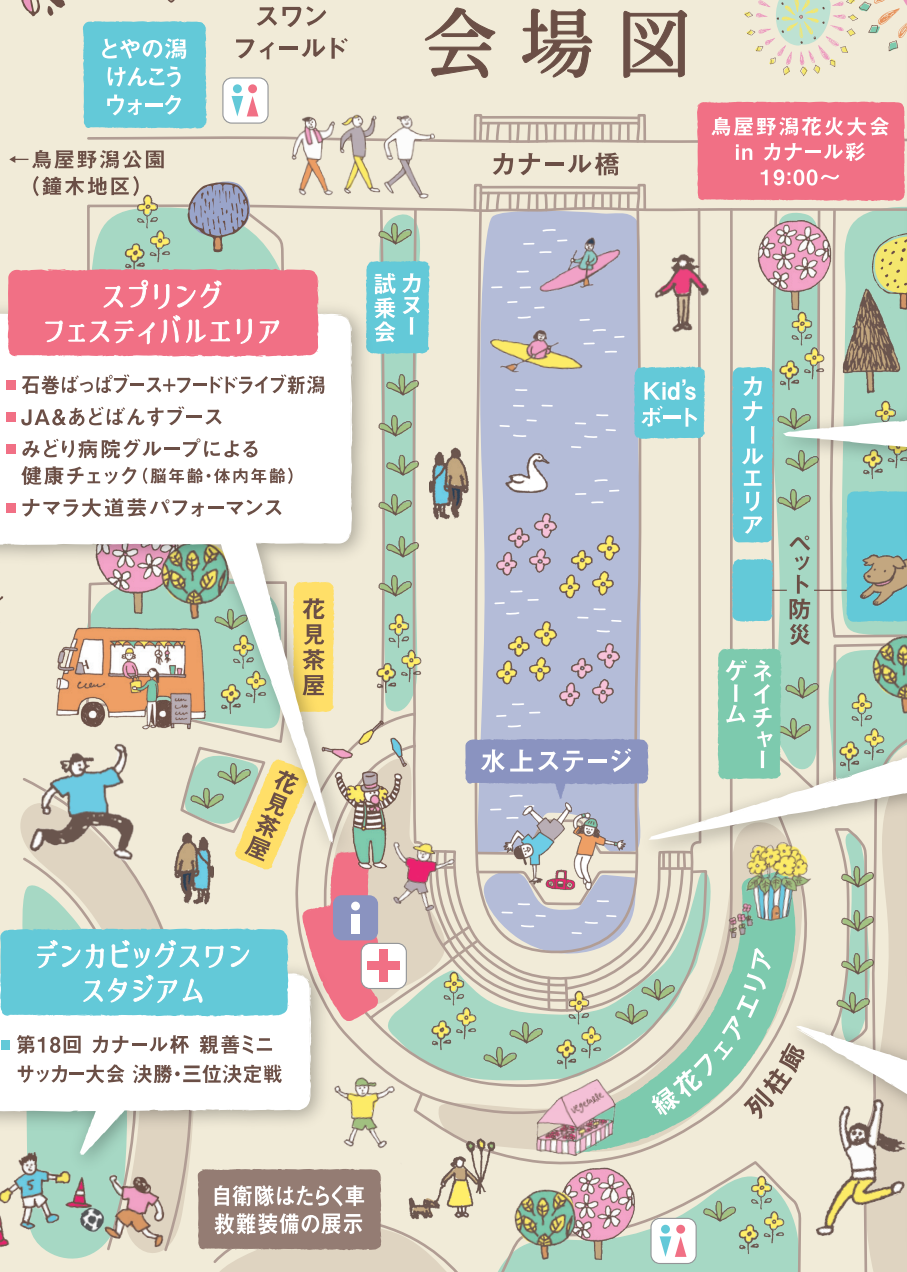 スワン
フィールド
会場図
とやの潟
けんこう
ウォーク
鳥屋野潟花火大会
in カナール彩
19:00〜
←鳥屋野潟公園
（鐘木地区）
カナール橋
スプリング
フェスティバルエリア
石巻ばっぱブース+フードドライブ新潟
JA&あどばんすブース
みどり病院グループによる
健康チェック（脳年齢・体内年齢）
ナマラ大道芸パフォーマンス
カヌー
試乗会
Kid's
ボート
カナールエリア
ペット防災
花見茶屋
ネイチャー
ゲーム
水上ステージ
花見茶屋
i
デンカビッグスワン
スタジアム
第18回 カナール杯 親善ミニ
サッカー大会 決勝・三位決定戦
緑花フェアエリア
列柱廊
vegetable
自衛隊はたらく車
救難装備の展示
5